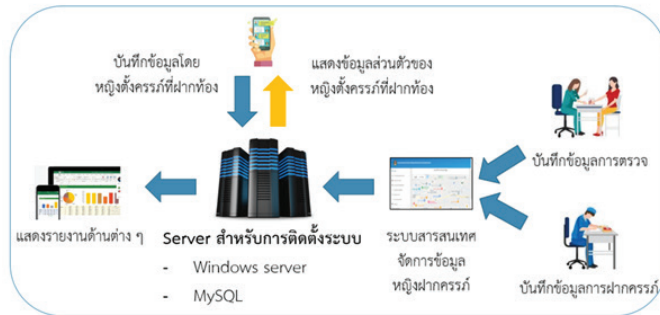 บันทึกข้อมูลโดย
หญิงตั้งครรภ์ที่ฝากท้อง
แสดงข้อมูลส่วนตัวของ
หญิงตั้งครรภ์ที่ฝากท้อง
บันทึกข้อมูลการตรวจ
แสดงรายงานด้านต่าง ๆ
Server สำหรับการติดตั้งระบบ
- Windows server
- MySQL
ระบบสารสนเทศ
จัดการข้อมูล
หญิงฝากครรภ์
บันทึกข้อมูลการฝากครรภ์